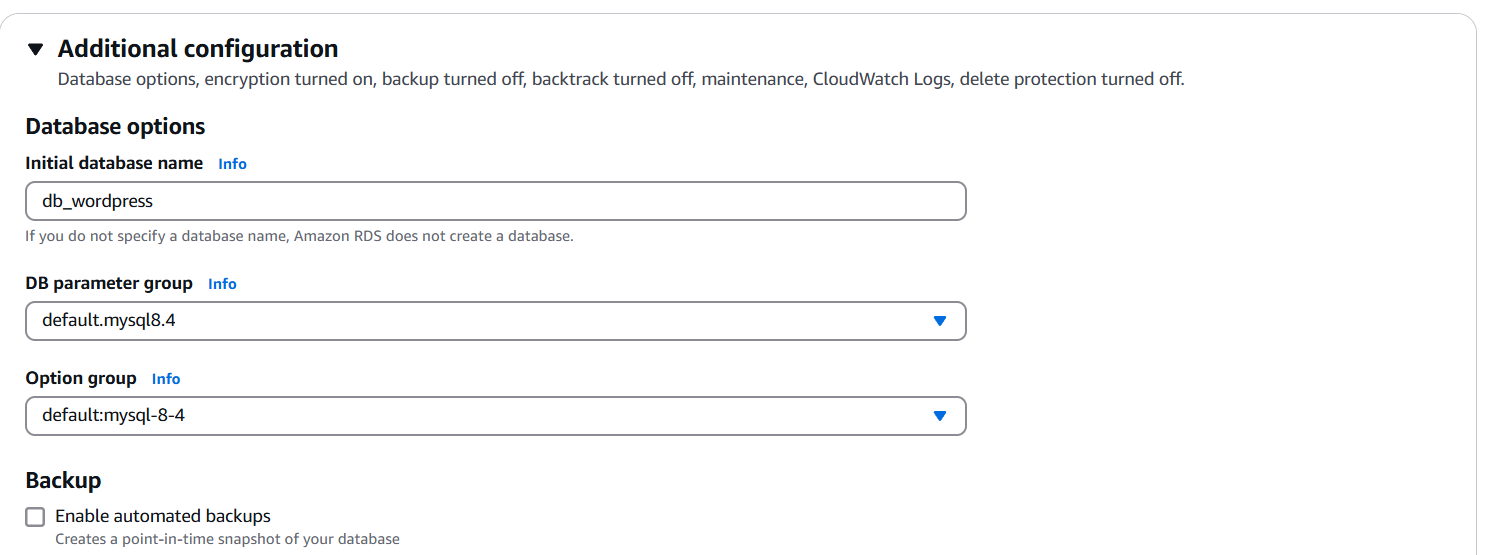 Additional configuration
Database options, encryption turned on, backup turned off, backtrack turned off, maintenance, CloudWatch Logs, delete protection turned off.
Database options
Initial database name Info
db_wordpress
If you do not specify a database name, Amazon RDS does not create a database.
DB parameter group Info
default.mysql8.4
Option group Info
default:mysql-8-4
Backup
Enable automated backups
Creates a point-in-time snapshot of your database